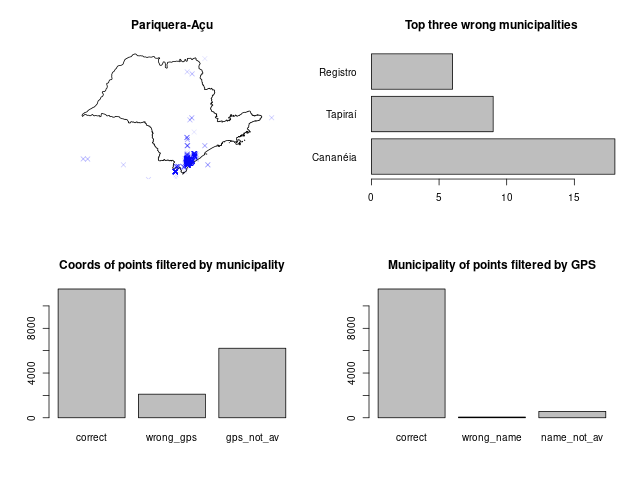 Pariquera-Açu
Top three wrong municipalities
Registro
Tapiraí
Cananéia
0 5 10 15
Coords of points filtered by municipality
0 4000 8000
correct wrong_gps gps_not_av
Municipality of points filtered by GPS
0 4000 8000
correct wrong_name name_not_av